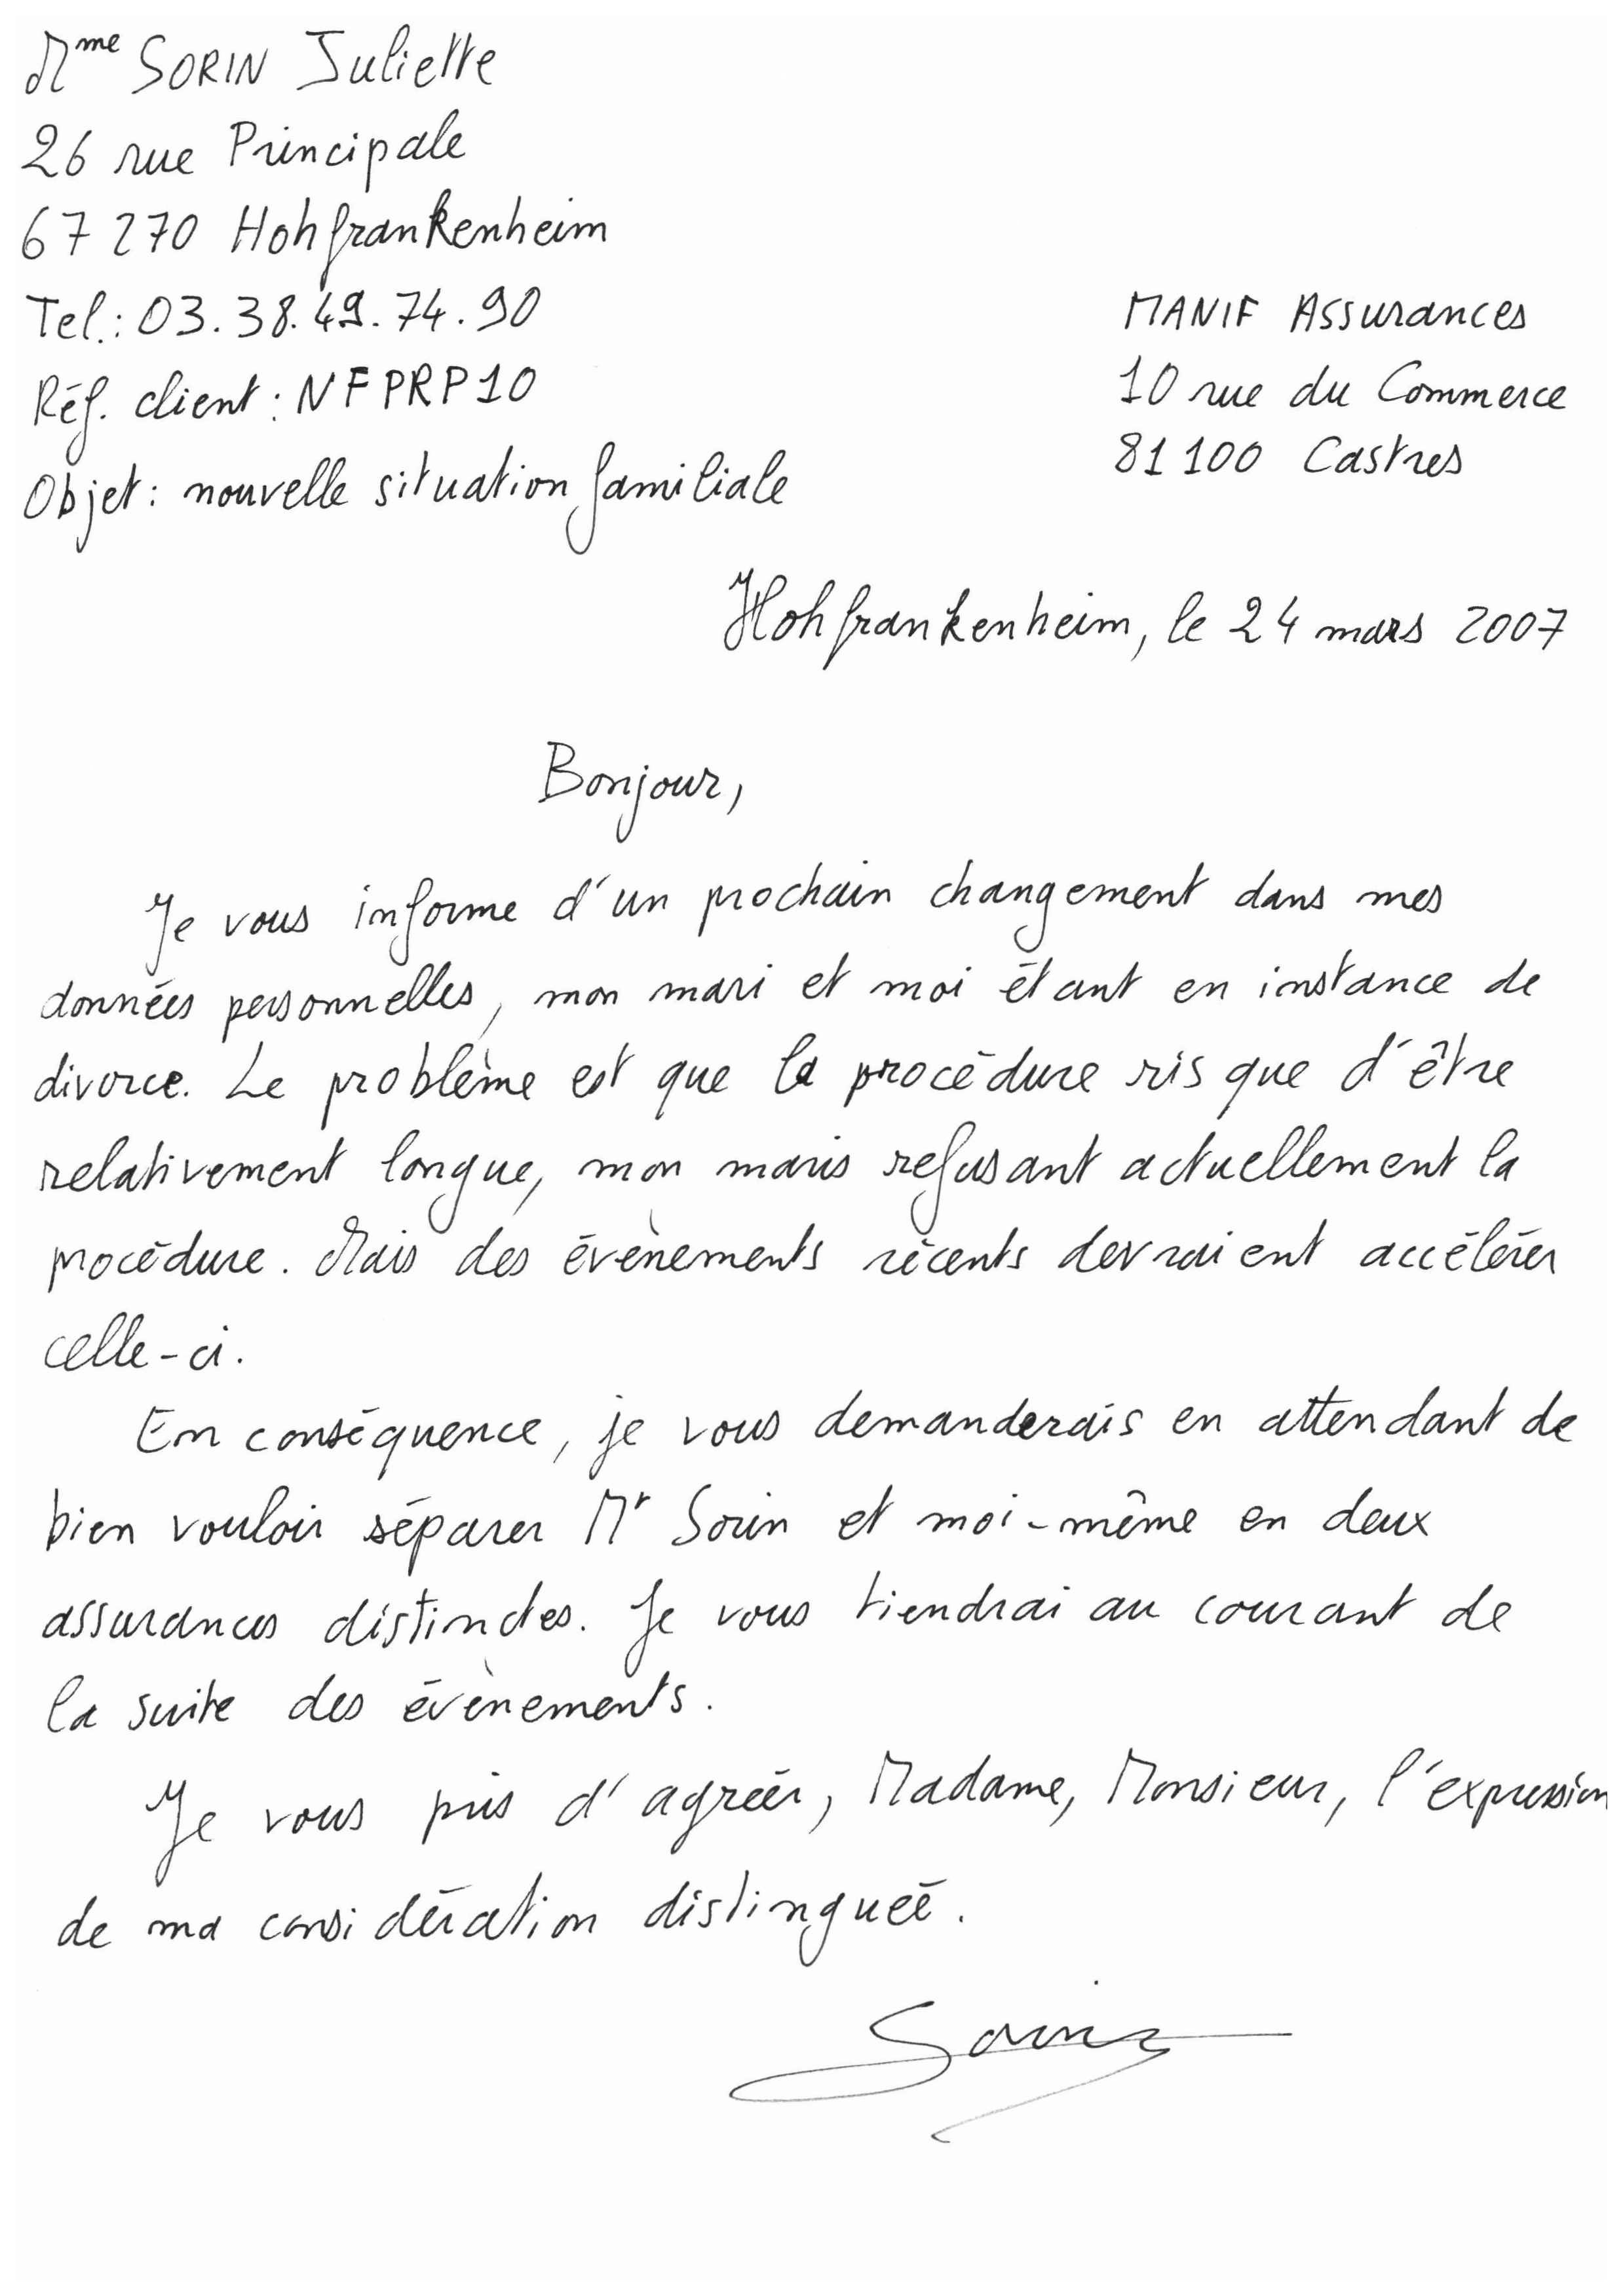 Mme SORIN Juliette
26 rue Principale
67270 Hohfrankenheim
Tel.: 03.38.49.74.90
Réf. client : NFPRP10
Objet : nouvelle situation familiale
MANIF Assurances
10 rue du Commerce
81100 Castres
Hohfrankenheim, le 24 mars 2007
Bonjour,
Je vous informe d'un prochain changement dans mes
données personnelles, mon mari et moi étant en instance de
divorce. Le problème est que la procédure risque d'être
relativement longue, mon maris refusant actuellement la
procédure. Mais des évènements récents devraient accélérer
celle-ci.
En conséquence, je vous demanderais en attendant de
bien vouloir séparer Mr Sorin et moi-même en deux
assurances distinctes. Je vous tiendrai au courant de
la suite des évènements.
Je vous pris d'agréer, Madame, Monsieur, l'expression
de ma considération distinguée.
Sorin